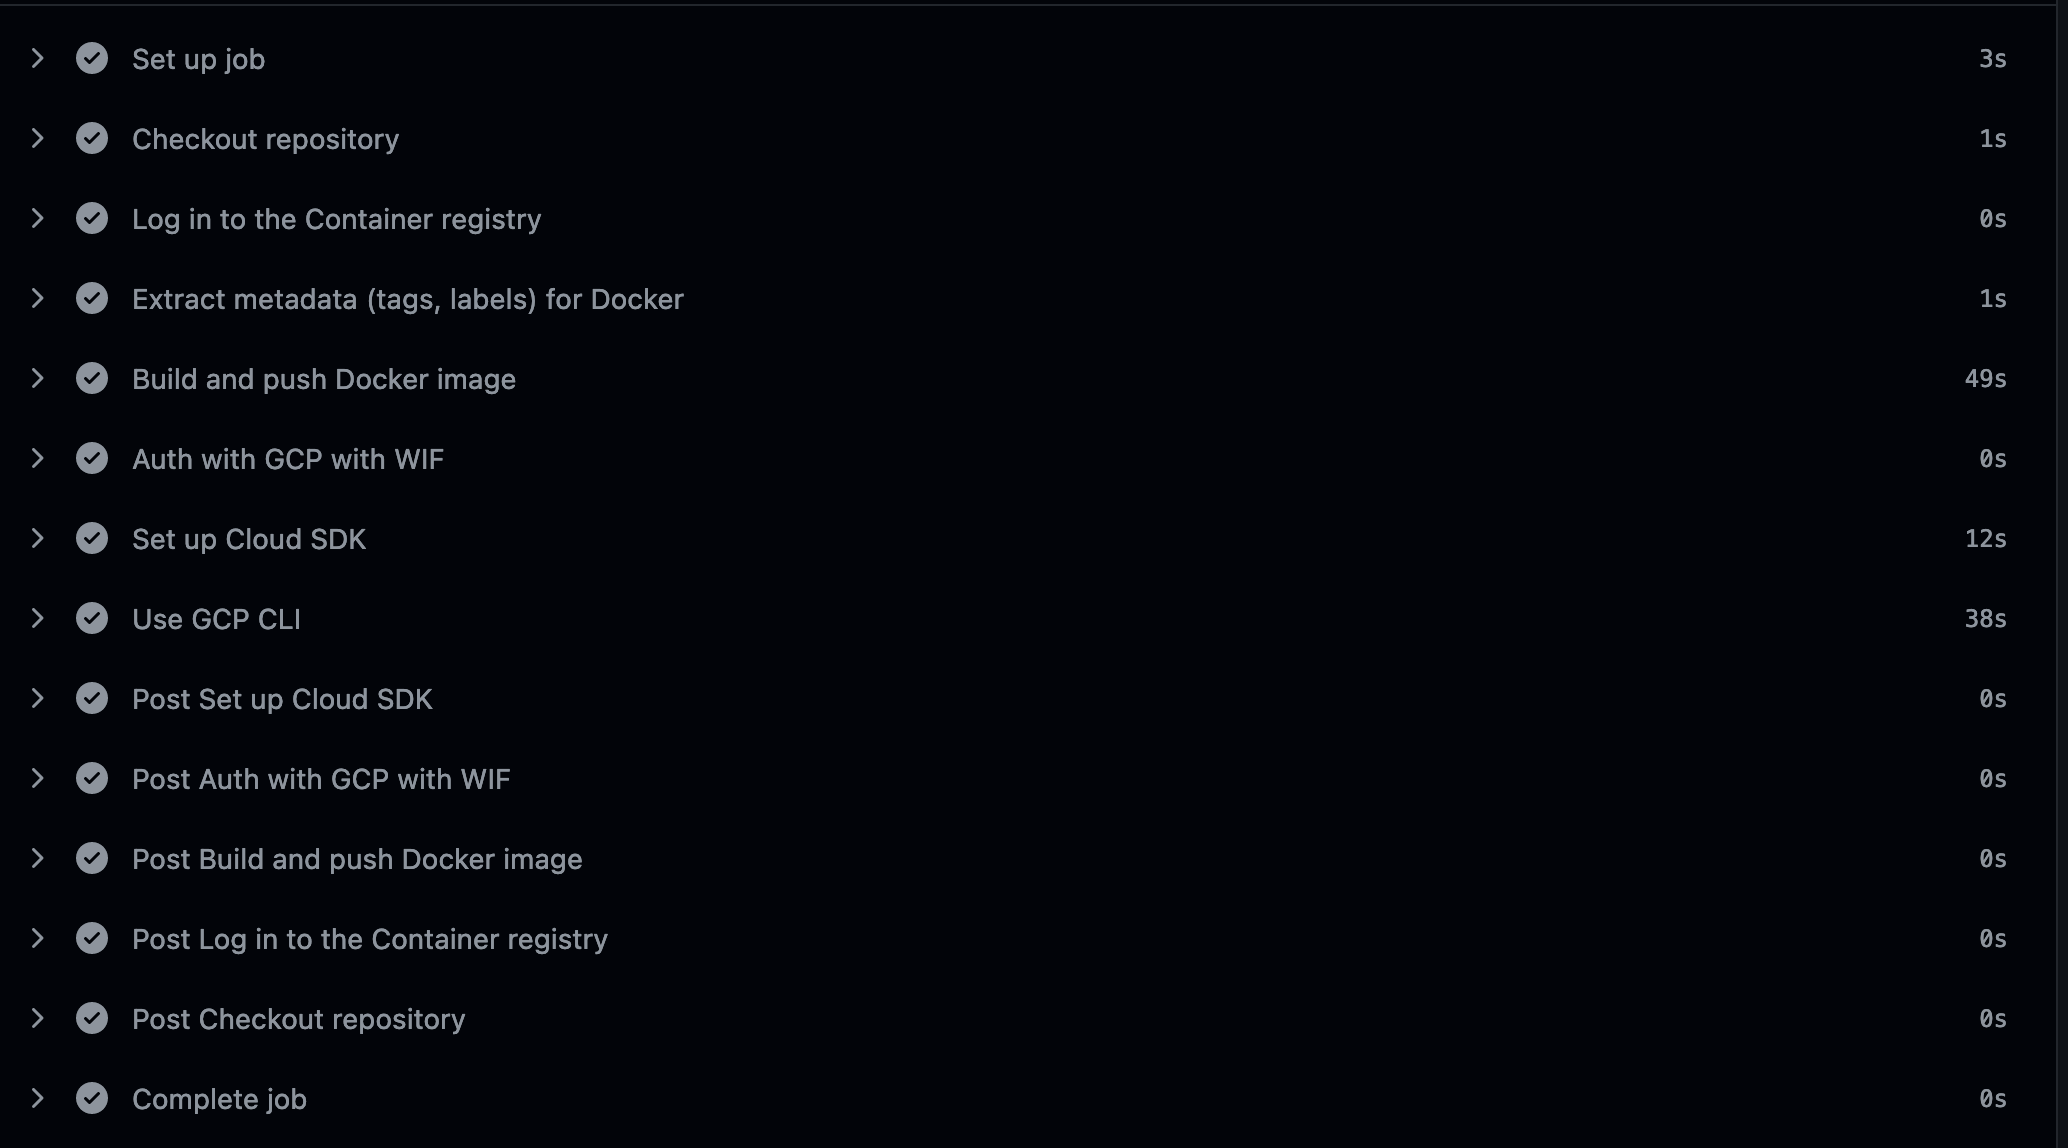 Set up job 3s
Checkout repository 1s
Log in to the Container registry 0s
Extract metadata (tags, labels) for Docker 1s
Build and push Docker image 49s
Auth with GCP with WIF 0s
Set up Cloud SDK 12s
Use GCP CLI 38s
Post Set up Cloud SDK 0s
Post Auth with GCP with WIF 0s
Post Build and push Docker image 0s
Post Log in to the Container registry 0s
Post Checkout repository 0s
Complete job 0s